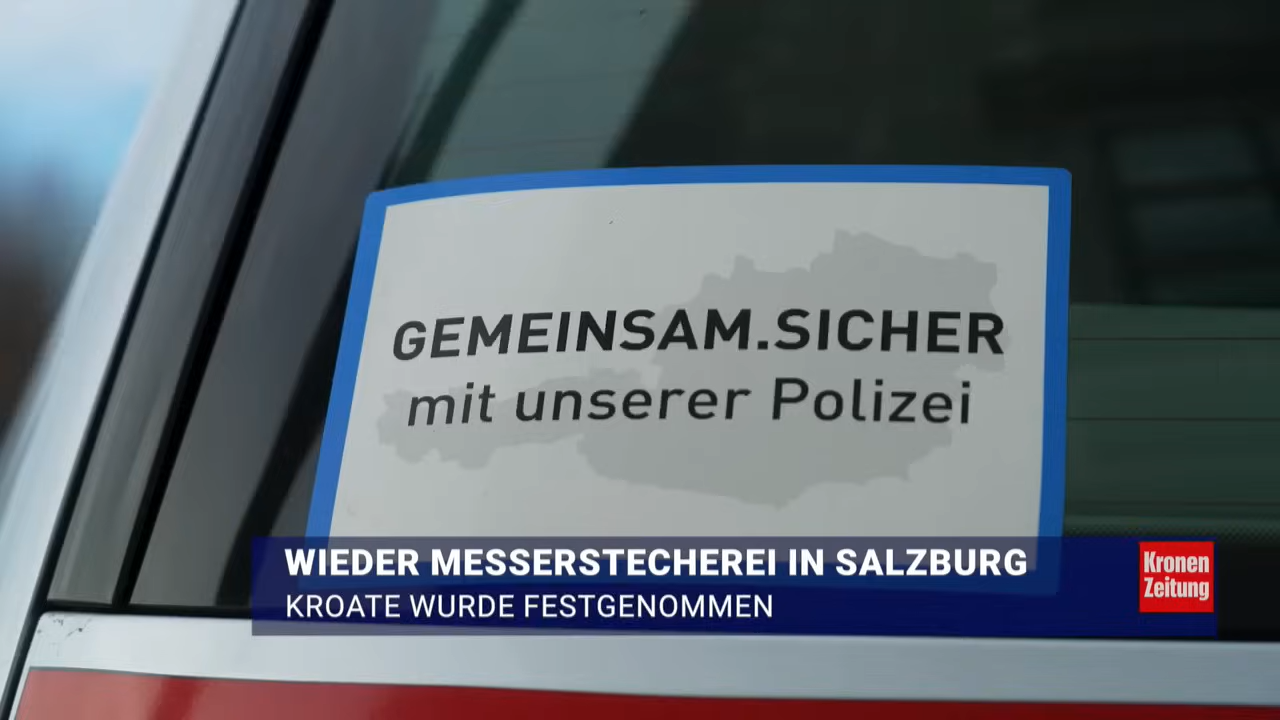 GEMEINSAM.SICHER
mit unserer Polizei
WIEDER MESSERSTECHEREI IN SALZBURG
KROATE WURDE FESTGENOMMEN
Kronen
Zeitung